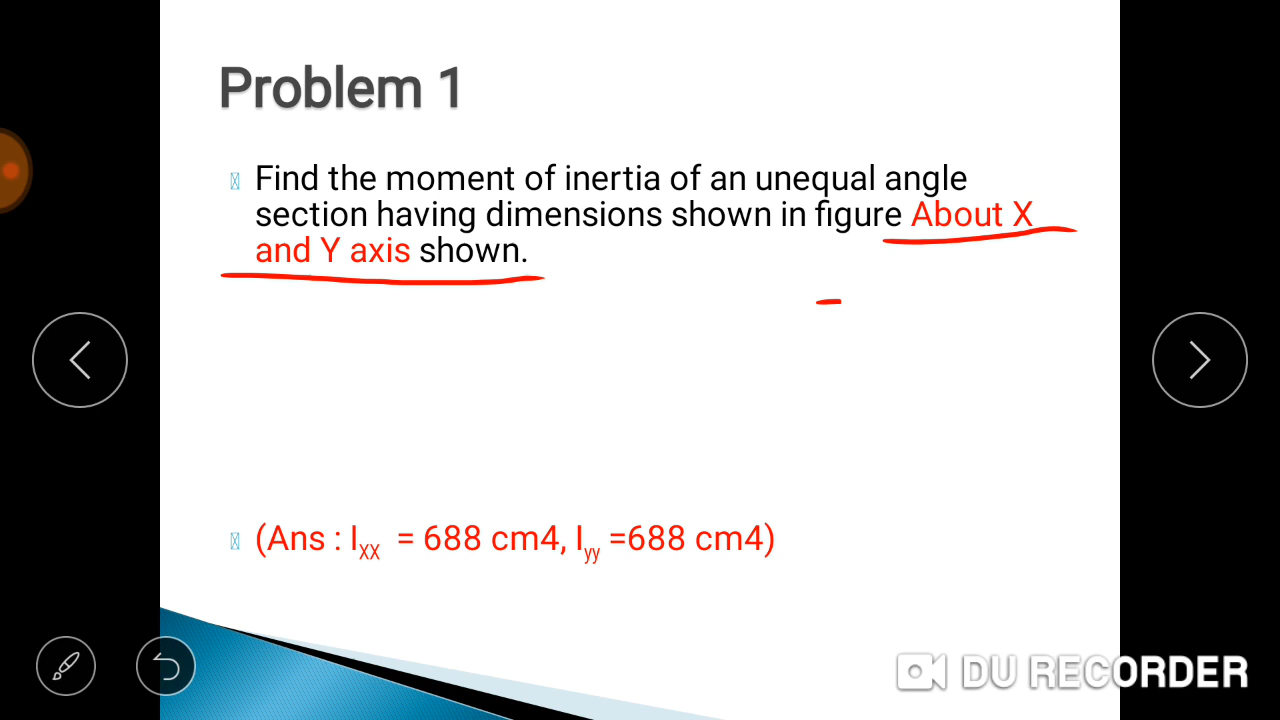 Problem 1
Find the moment of inertia of an unequal angle
section having dimensions shown in figure About X
and Y axis shown.
(Ans : IXX = 688 cm4, Iyy =688 cm4)
DU RECORDER